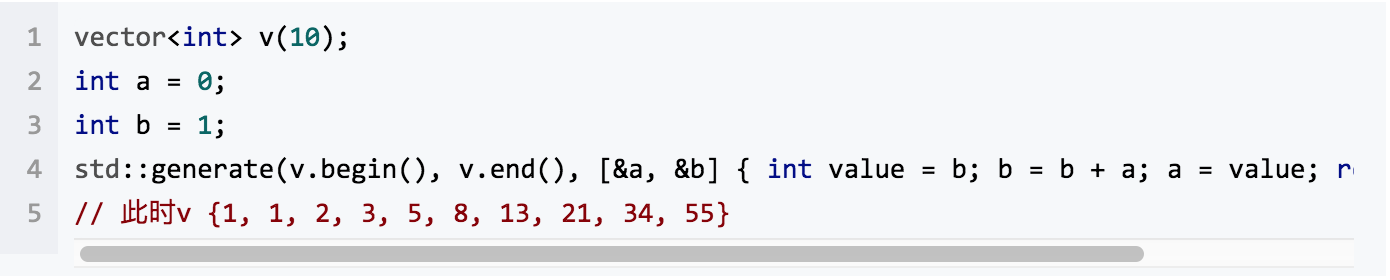 1 vector<int> v(10);
2 int a = 0;
3 int b = 1;
4 std::generate(v.begin(), v.end(), [&a, &b] { int value = b; b = b + a; a = value;
5 // 此时v {1, 1, 2, 3, 5, 8, 13, 21, 34, 55}